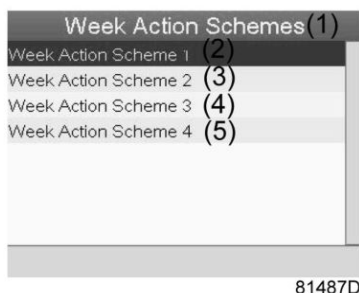 Week Action Schemes(1)
Week Action Scheme 1 (2)
Week Action Scheme 2 (3)
Week Action Scheme 3 (4)
Week Action Scheme 4 (5)
81487D